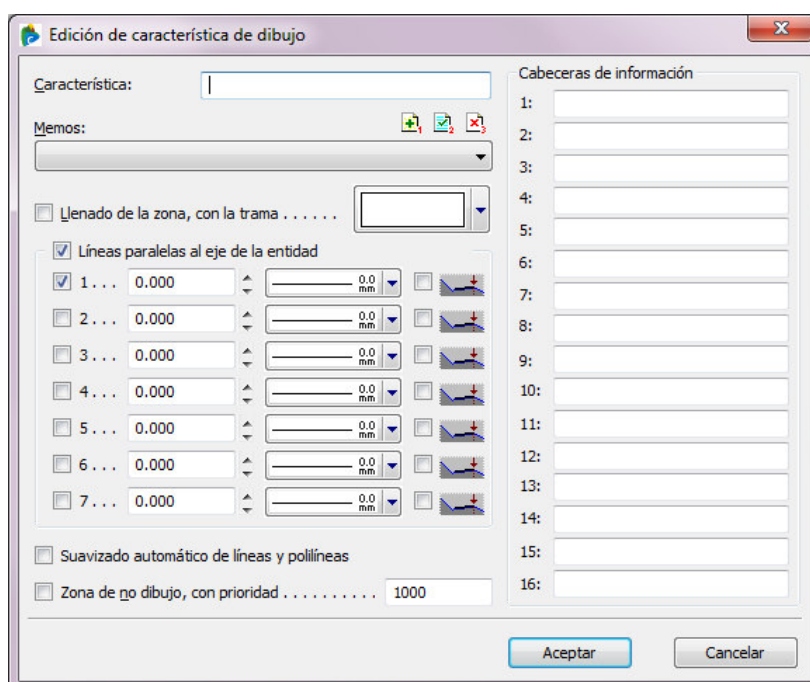 Edición de característica de dibujo
Característica:
Memos:
1 2 3
Llenado de la zona, con la trama . . . . . .
Líneas paralelas al eje de la entidad
1 . . . 0.000 0.0 mm
2 . . . 0.000 0.0 mm
3 . . . 0.000 0.0 mm
4 . . . 0.000 0.0 mm
5 . . . 0.000 0.0 mm
6 . . . 0.000 0.0 mm
7 . . . 0.000 0.0 mm
Suavizado automático de líneas y polilíneas
Zona de no dibujo, con prioridad . . . . . . . . . . 1000
Cabeceras de información
1:
2:
3:
4:
5:
6:
7:
8:
9:
10:
11:
12:
13:
14:
15:
16:
Aceptar Cancelar